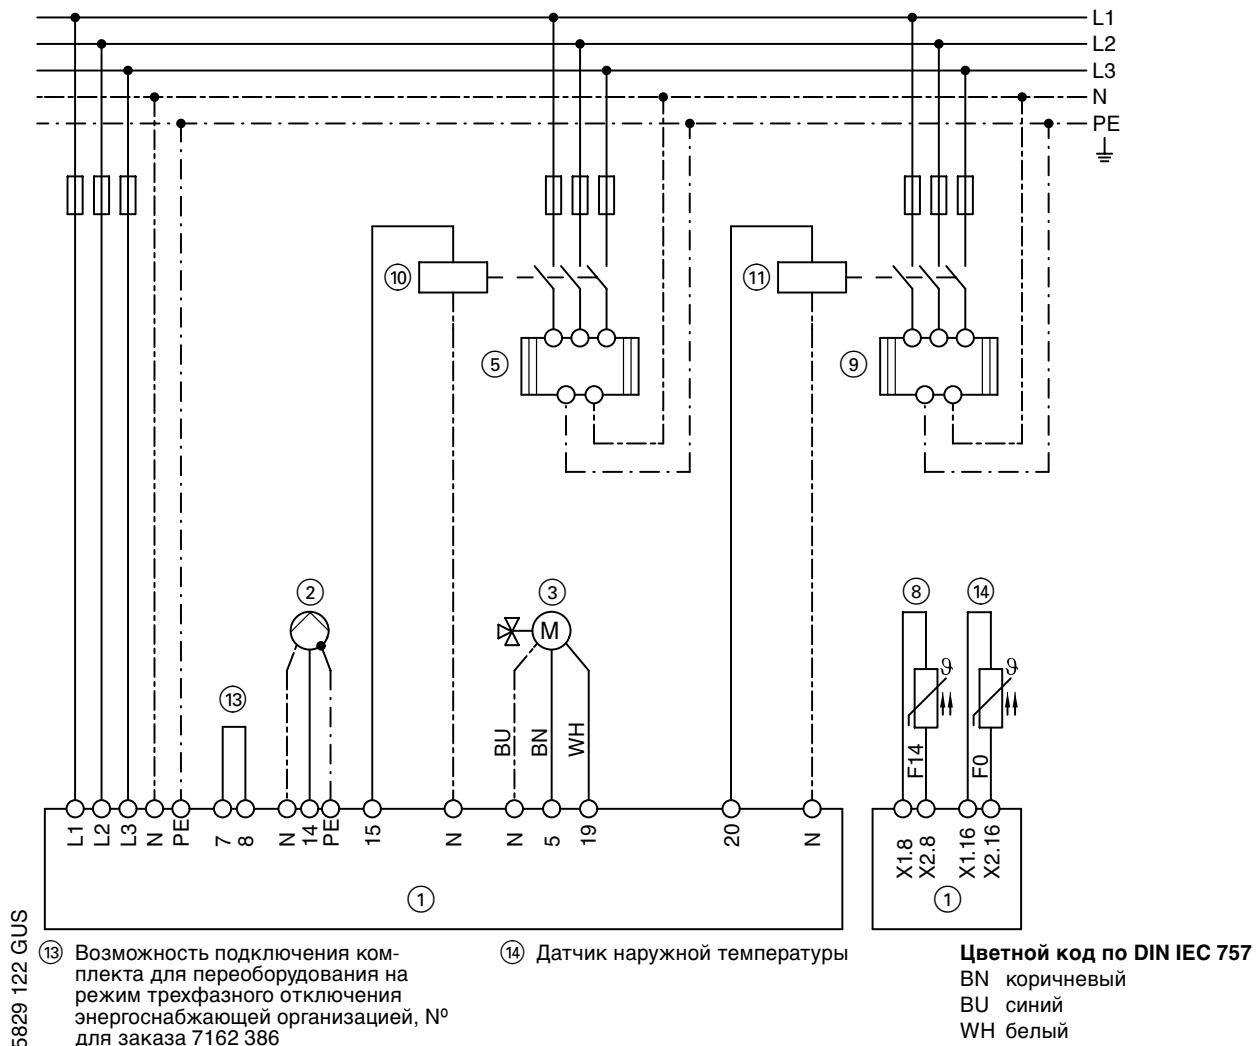 L1
L2
L3
N
PE
10
11
5
9
2
3
8
14
M
ϑ
ϑ
13
BU
BN
WH
F14
F0
L1
L2
L3
N
PE
7
8
N
14
PE
15
N
N
5
19
20
N
X1.8
X2.8
X1.16
X2.16
1
1
5829 122 GUS
13 Возможность подключения ком-
плекта для переоборудования на
режим трехфазного отключения
энергоснабжающей организацией, Nº
для заказа 7162 386
14 Датчик наружной температуры
Цветной код по DIN IEC 757
BN коричневый
BU синий
WH белый